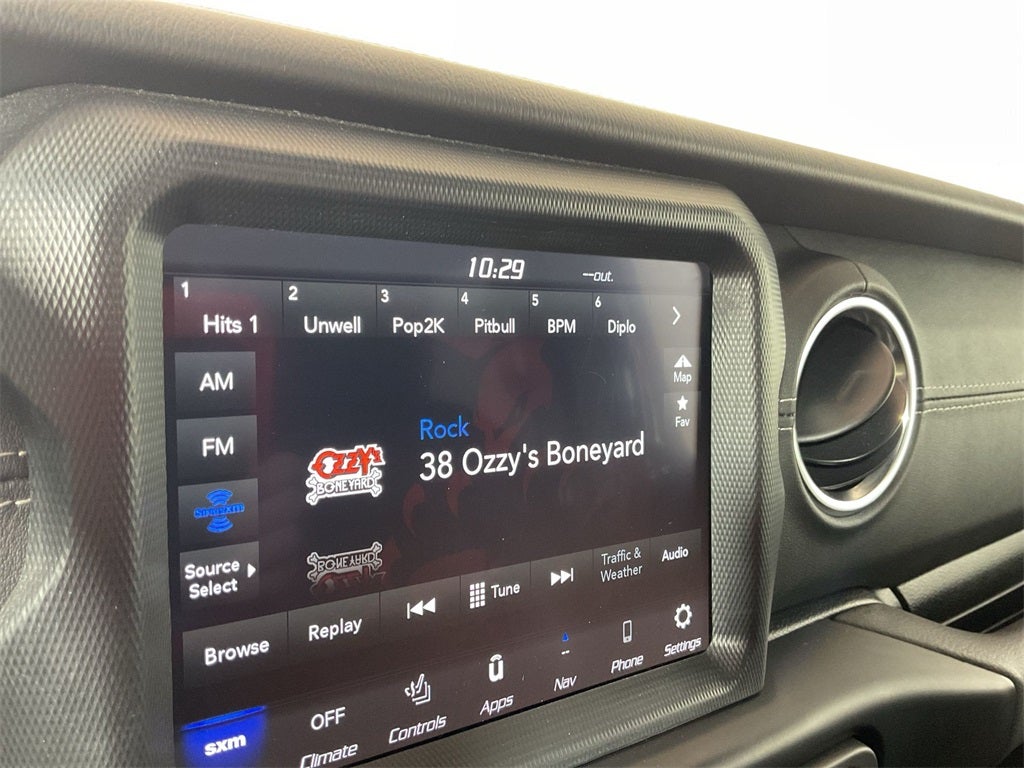 10:29
--out.
1 Hits 1
2 Unwell
3 Pop2K
4 Pitbull
5 BPM
6 Diplo
AM
Map
Rock
Fav
FM
38 Ozzy's Boneyard
OZZY's
BONEYARD
Source
Select
Browse
Replay
Tune
Traffic &
Weather
Audio
sxm
OFF
Climate
Controls
Apps
--
Nav
Phone
Settings